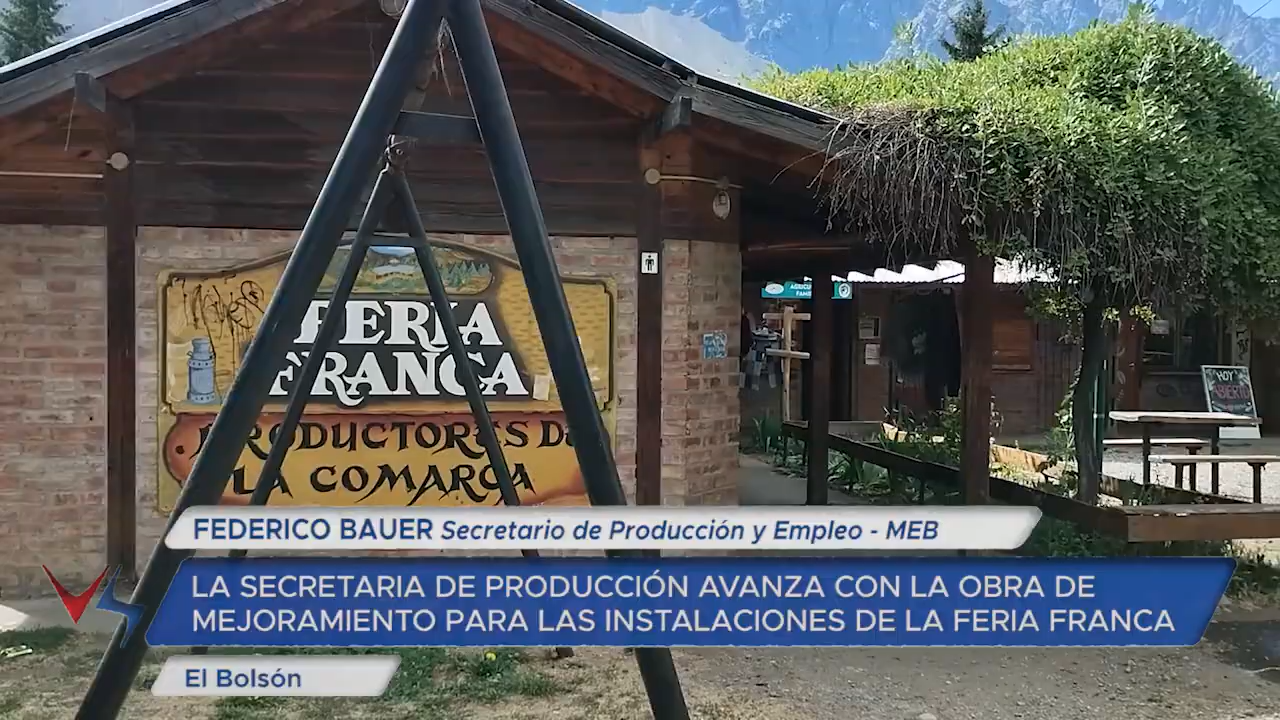 FERIA
FRANCA
PRODUCTORES DE
LA COMARCA
HOY
ABIERTO
FEDERICO BAUER Secretario de Producción y Empleo - MEB
LA SECRETARIA DE PRODUCCIÓN AVANZA CON LA OBRA DE
MEJORAMIENTO PARA LAS INSTALACIONES DE LA FERIA FRANCA
El Bolsón